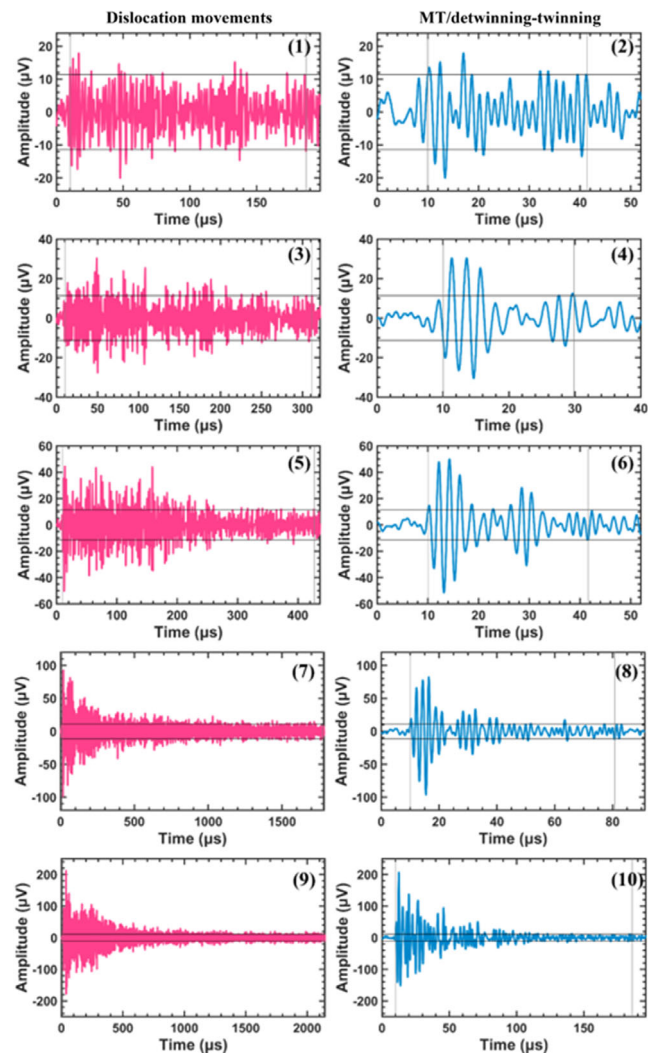 Dislocation movements MT/detwinning-twinning
(1) (2)
Amplitude (µV) 20 10 0 -10 -20 Amplitude (µV) 20 10 0 -10 -20
0 50 100 150 0 10 20 30 40 50
Time (µs) Time (µs)
(3) (4)
Amplitude (µV) 40 20 0 -20 -40 Amplitude (µV) 40 20 0 -20 -40
0 50 100 150 200 250 300 0 10 20 30 40
Time (µs) Time (µs)
(5) (6)
Amplitude (µV) 60 40 20 0 -20 -40 -60 Amplitude (µV) 60 40 20 0 -20 -40 -60
0 100 200 300 400 0 10 20 30 40 50
Time (µs) Time (µs)
(7) (8)
Amplitude (µV) 100 50 0 -50 -100 Amplitude (µV) 100 50 0 -50 -100
0 500 1000 1500 0 20 40 60 80
Time (µs) Time (µs)
(9) (10)
Amplitude (µV) 200 100 0 -100 -200 Amplitude (µV) 200 100 0 -100 -200
0 500 1000 1500 2000 0 50 100 150
Time (µs) Time (µs)